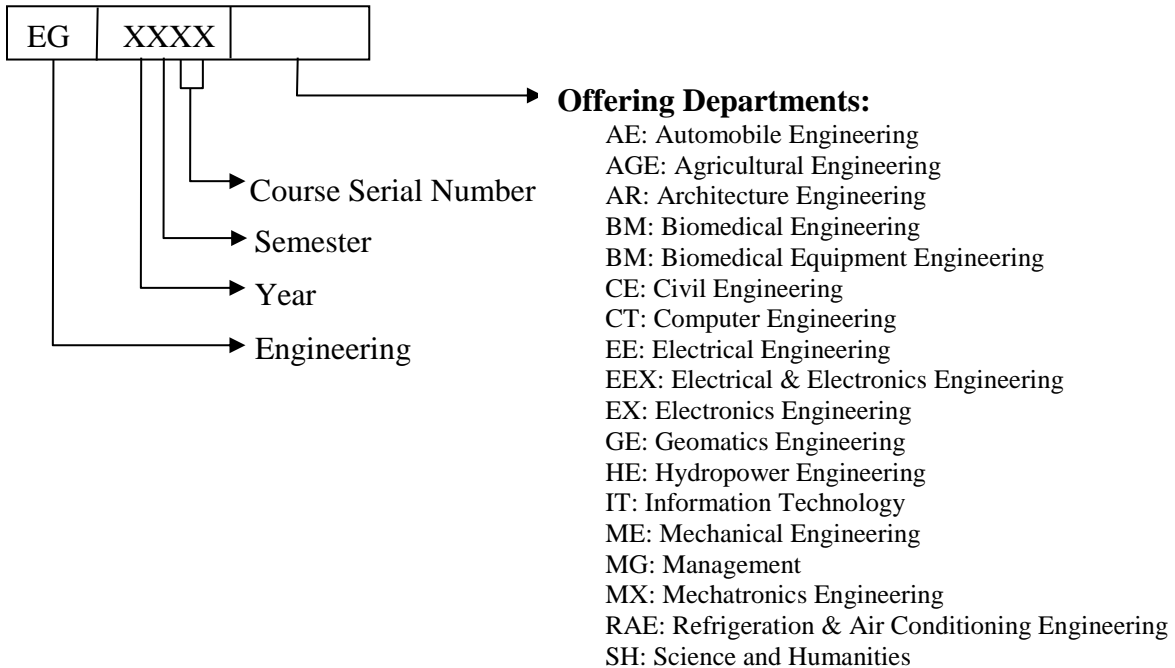 EG XXXX
Offering Departments:
AE: Automobile Engineering
AGE: Agricultural Engineering
AR: Architecture Engineering
BM: Biomedical Engineering
BM: Biomedical Equipment Engineering
CE: Civil Engineering
CT: Computer Engineering
EE: Electrical Engineering
EEX: Electrical & Electronics Engineering
EX: Electronics Engineering
GE: Geomatics Engineering
HE: Hydropower Engineering
IT: Information Technology
ME: Mechanical Engineering
MG: Management
MX: Mechatronics Engineering
RAE: Refrigeration & Air Conditioning Engineering
SH: Science and Humanities
Course Serial Number
Semester
Year
Engineering